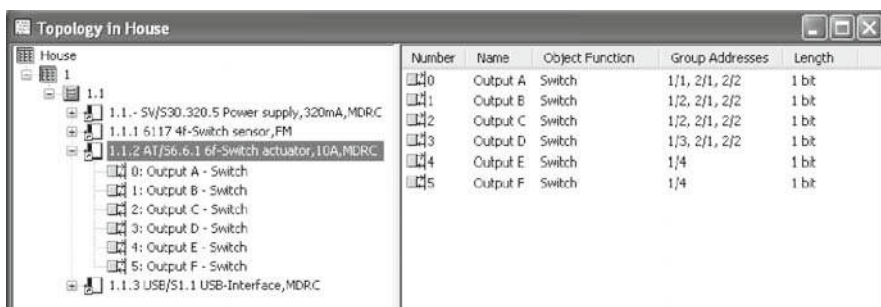 Topology in House
House
1
1.1
1.1.- SV/S30.320.5 Power supply,320mA,MDRC
1.1.1 6117 4f-Switch sensor,FM
1.1.2 AT/S6.6.1 6f-Switch actuator,10A,MDRC
0: Output A - Switch
1: Output B - Switch
2: Output C - Switch
3: Output D - Switch
4: Output E - Switch
5: Output F - Switch
1.1.3 USB/S1.1 USB-Interface,MDRC
Number Name Object Function Group Addresses Length
0 Output A Switch 1/1, 2/1, 2/2 1 bit
1 Output B Switch 1/2, 2/1, 2/2 1 bit
2 Output C Switch 1/2, 2/1, 2/2 1 bit
3 Output D Switch 1/3, 2/1, 2/2 1 bit
4 Output E Switch 1/4 1 bit
5 Output F Switch 1/4 1 bit